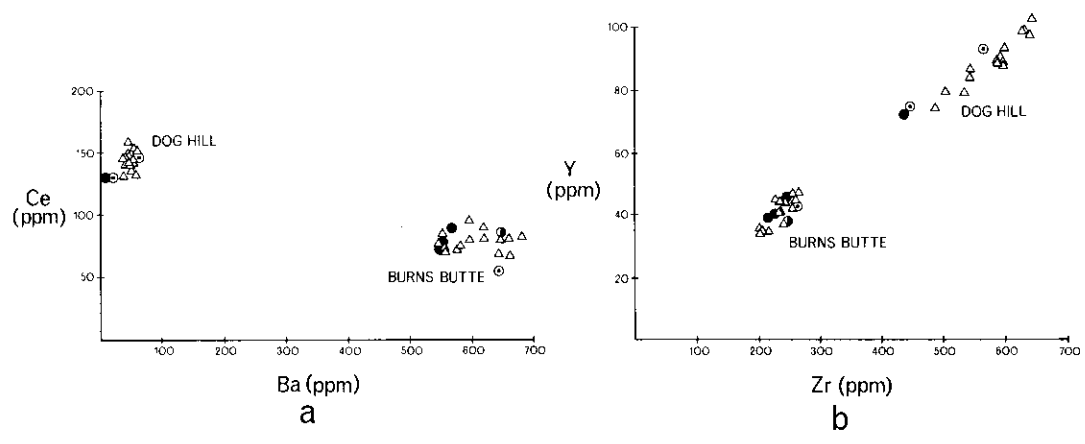 200
150
100
50
Ce
(ppm)
DOG HILL
BURNS BUTTE
100 200 300 400 500 600 700
Ba (ppm)
a
100
80
60
40
20
Y
(ppm)
DOG HILL
BURNS BUTTE
100 200 300 400 500 600 700
Zr (ppm)
b